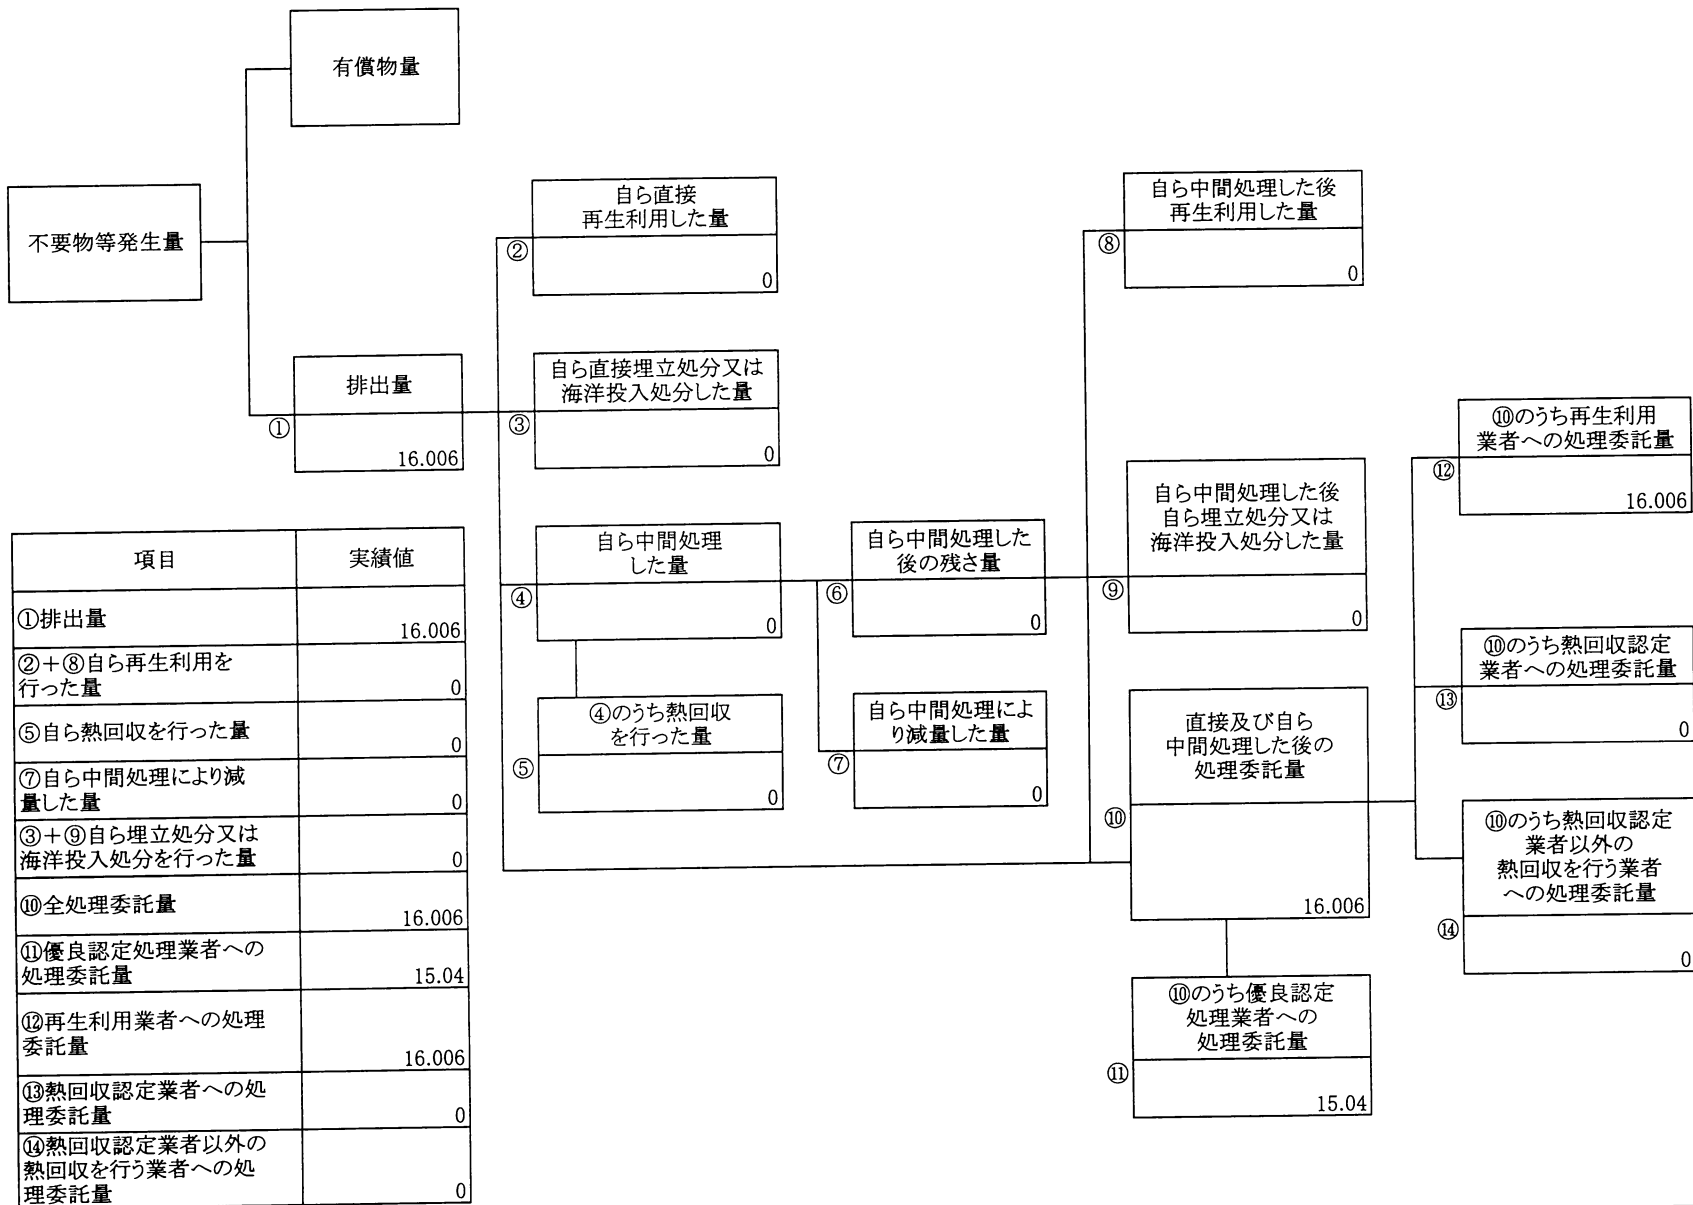 有償物量
不要物等発生量
排出量
①
16.006
自ら直接
再生利用した量
②
0
自ら直接埋立処分又は
海洋投入処分した量
③
0
自ら中間処理
した量
④
0
④のうち熱回収
を行った量
⑤
0
自ら中間処理した
後の残さ量
⑥
0
自ら中間処理によ
り減量した量
⑦
0
自ら中間処理した後
再生利用した量
⑧
0
自ら中間処理した後
自ら埋立処分又は
海洋投入処分した量
⑨
0
直接及び自ら
中間処理した後の
処理委託量
⑩
16.006
⑩のうち優良認定
処理業者への
処理委託量
⑪
15.04
⑩のうち再生利用
業者への処理委託量
⑫
16.006
⑩のうち熱回収認定
業者への処理委託量
⑬
0
⑩のうち熱回収認定
業者以外の
熱回収を行う業者
への処理委託量
⑭
0
項目 実績値
①排出量 16.006
②+⑧自ら再生利用を
行った量 0
⑤自ら熱回収を行った量 0
⑦自ら中間処理により減
量した量 0
③+⑨自ら埋立処分又は
海洋投入処分を行った量 0
⑩全処理委託量 16.006
⑪優良認定処理業者への
処理委託量 15.04
⑫再生利用業者への処理
委託量 16.006
⑬熱回収認定業者への処
理委託量 0
⑭熱回収認定業者以外の
熱回収を行う業者への処
理委託量 0